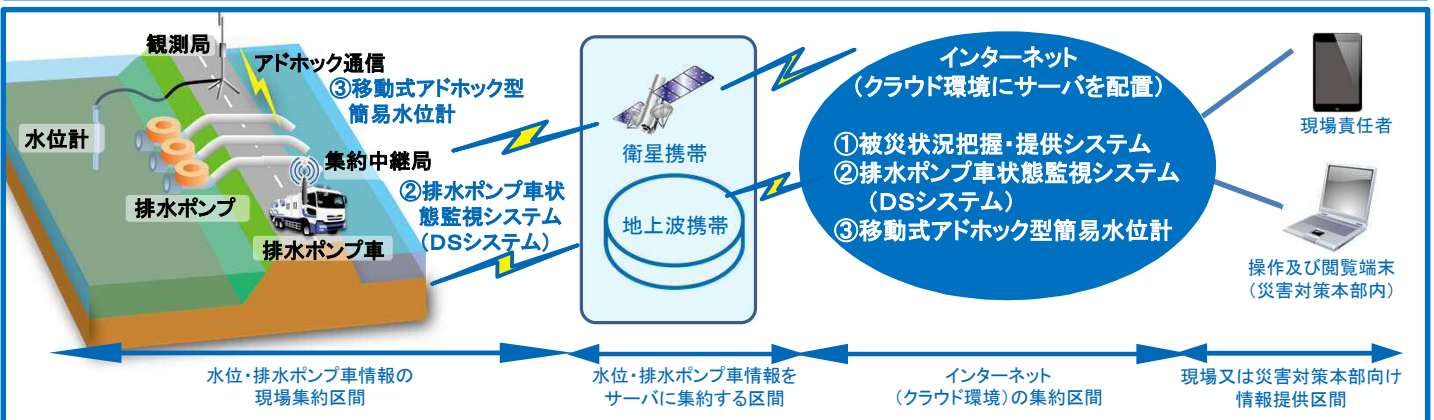 観測局
アドホック通信
③移動式アドホック型
簡易水位計
水位計
集約中継局
排水ポンプ
②排水ポンプ車状
態監視システム
(DSシステム)
排水ポンプ車
衛星携帯
地上波携帯
インターネット
(クラウド環境にサーバを配置)
①被災状況把握・提供システム
②排水ポンプ車状態監視システム
(DSシステム)
③移動式アドホック型簡易水位計
現場責任者
操作及び閲覧端末
(災害対策本部内)
水位・排水ポンプ車情報の
現場集約区間
水位・排水ポンプ車情報を
サーバに集約する区間
インターネット
(クラウド環境)の集約区間
現場又は災害対策本部向け
情報提供区間